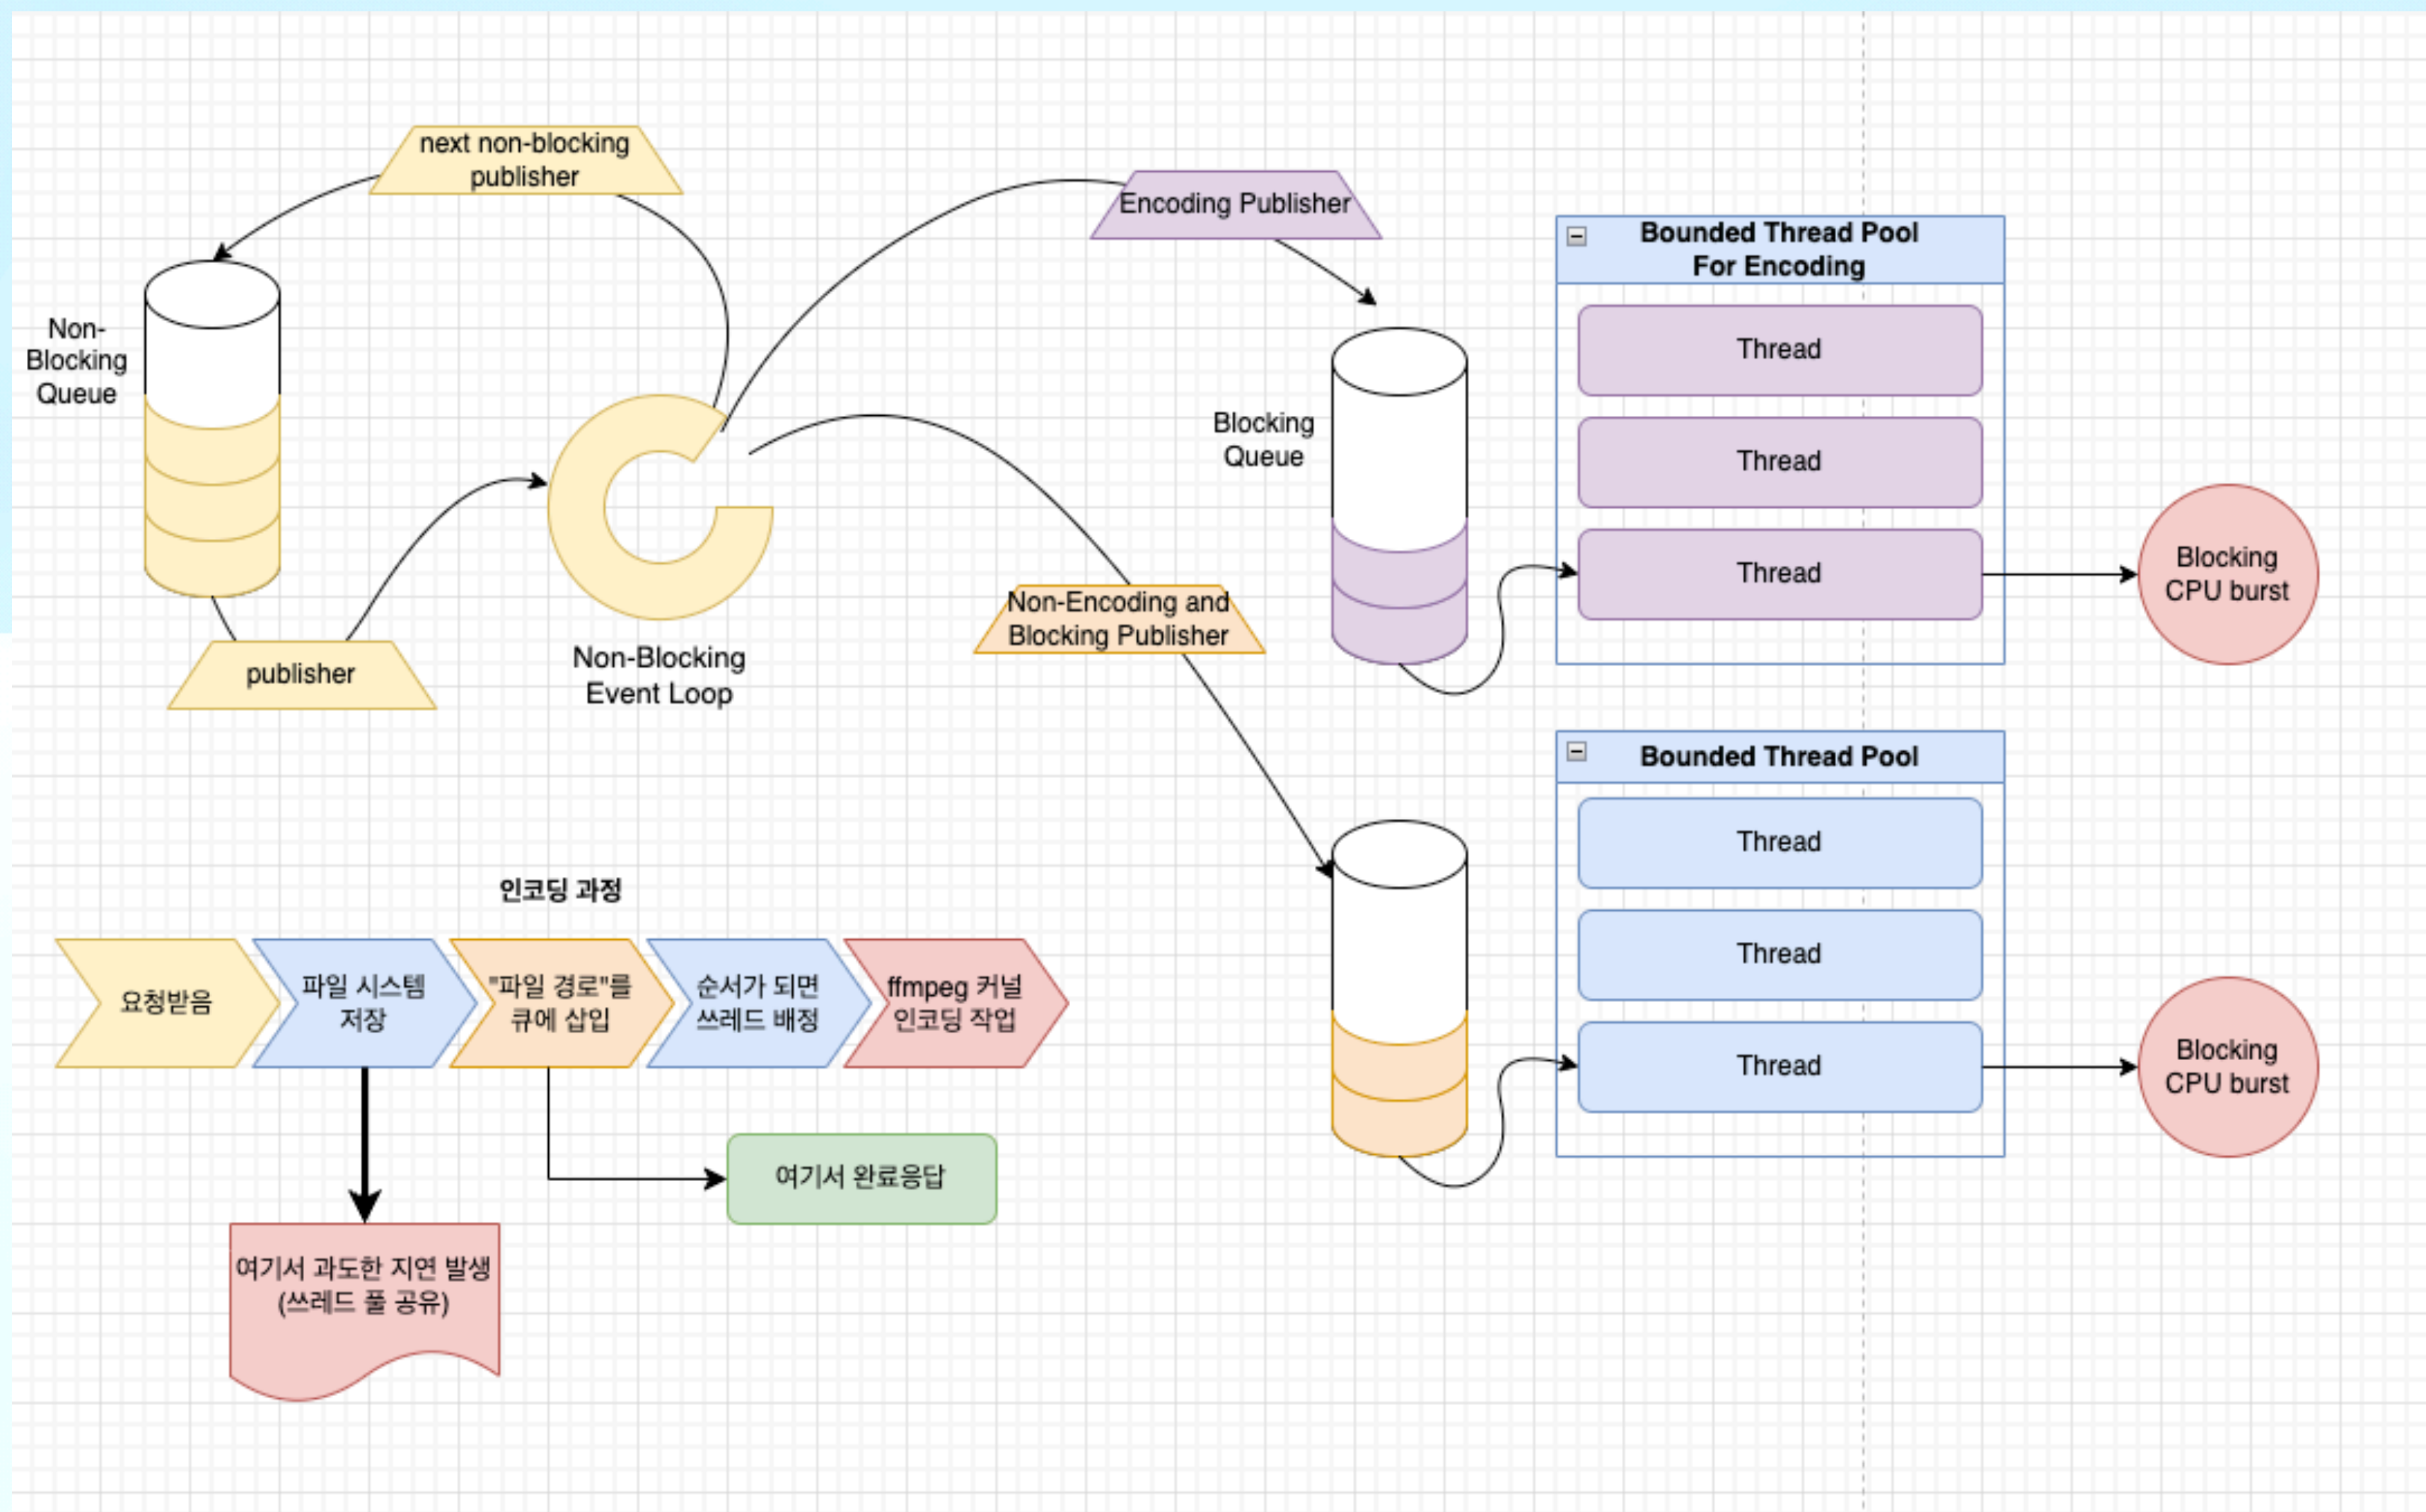 next non-blocking
publisher
Encoding Publisher
Bounded Thread Pool
For Encoding
Non-
Blocking
Queue
Thread
Blocking
Queue
Thread
Thread
Blocking
CPU burst
Non-Encoding and
Blocking Publisher
publisher
Non-Blocking
Event Loop
Bounded Thread Pool
Thread
Thread
Thread
Blocking
CPU burst
인코딩 과정
요청받음
파일 시스템
저장
"파일 경로"를
큐에 삽입
순서가 되면
쓰레드 배정
ffmpeg 커널
인코딩 작업
여기서 완료응답
여기서 과도한 지연 발생
(쓰레드 풀 공유)